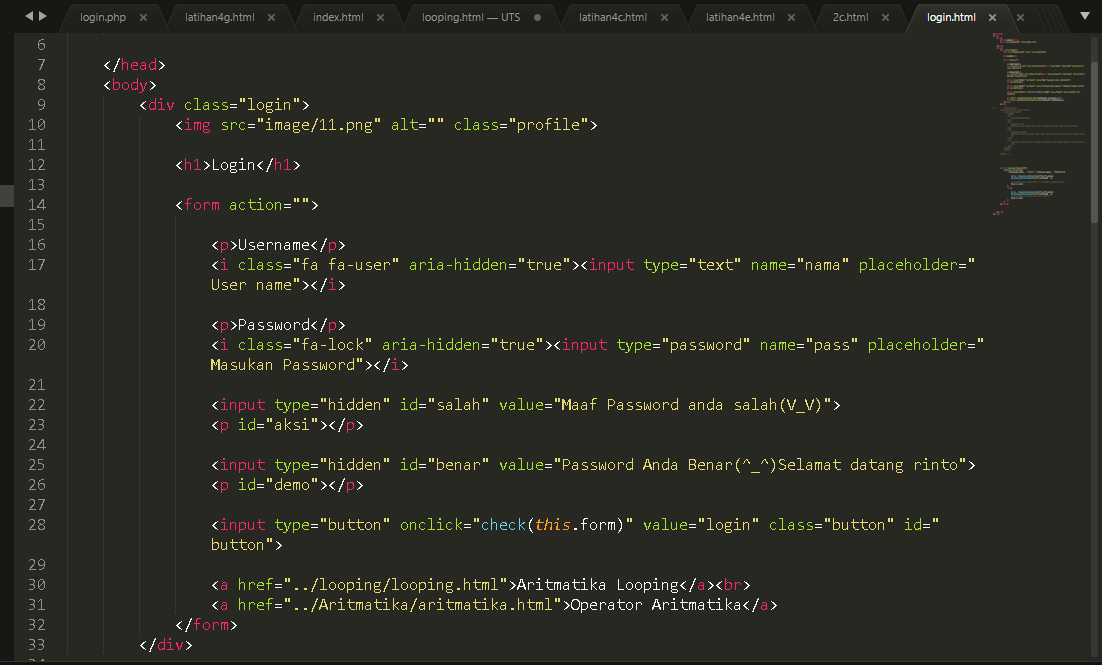 login.php × latihan4g.html × index.html × looping.html — UTS latihan4c.html × latihan4e.html × 2c.html × login.html × ×
6
7 </head>
8 <body>
9 <div class="login">
10 <img src="image/11.png" alt="" class="profile">
11
12 <h1>Login</h1>
13
14 <form action="">
15
16 <p>Username</p>
17 <i class="fa fa-user" aria-hidden="true"><input type="text" name="nama" placeholder="
User name"></i>
18
19 <p>Password</p>
20 <i class="fa-lock" aria-hidden="true"><input type="password" name="pass" placeholder="
Masukan Password"></i>
21
22 <input type="hidden" id="salah" value="Maaf Password anda salah(V_V)">
23 <p id="aksi"></p>
24
25 <input type="hidden" id="benar" value="Password Anda Benar(^_^)Selamat datang rinto">
26 <p id="demo"></p>
27
28 <input type="button" onclick="check(this.form)" value="login" class="button" id="
button">
29
30 <a href="../looping/looping.html">Aritmatika Looping</a><br>
31 <a href="../Aritmatika/aritmatika.html">Operator Aritmatika</a>
32 </form>
33 </div>